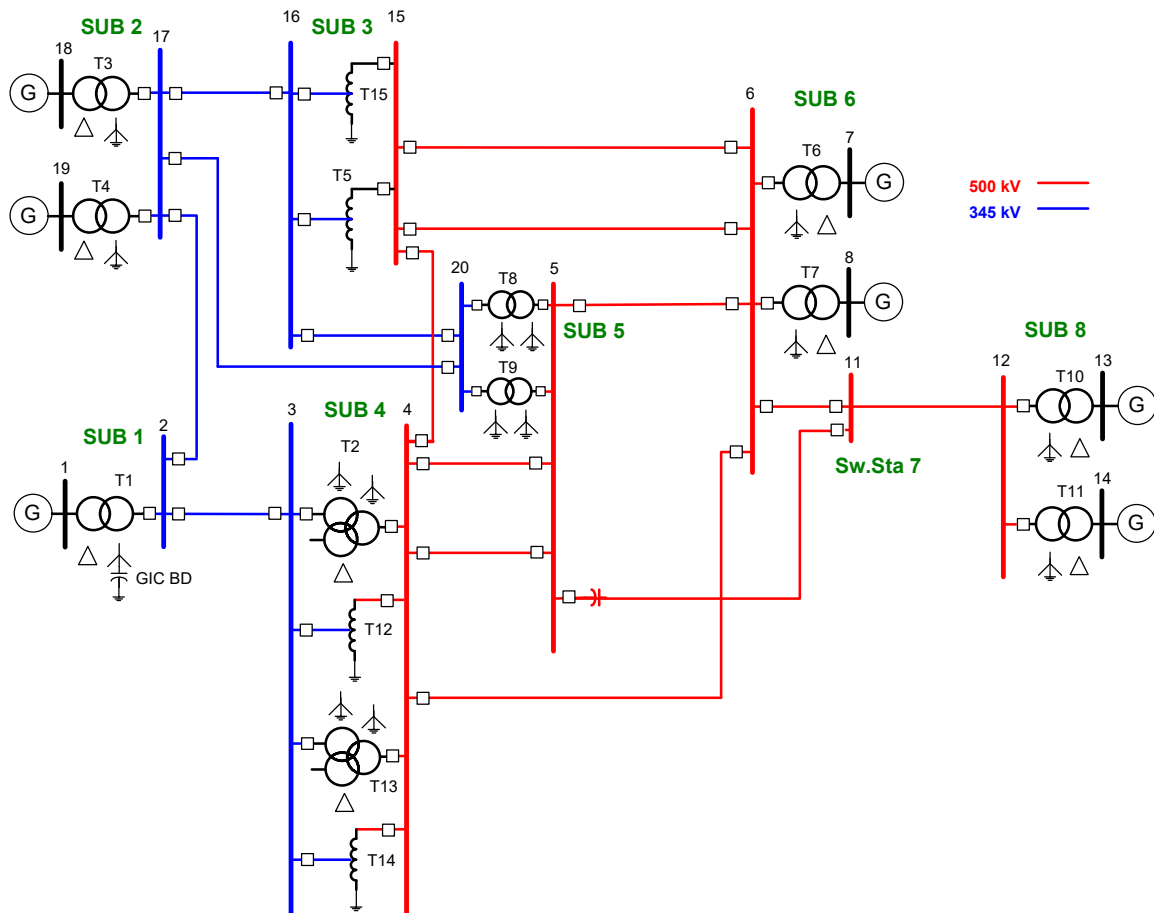 16
SUB 3
15
SUB 2
17
18
T3
G
T15
6
SUB 6
7
T6
G
500 kV
345 kV
19
T4
G
T5
20
T8
5
SUB 5
8
T7
G
T9
SUB 8
13
12
T10
G
11
Sw.Sta 7
3
SUB 4
4
T2
SUB 1
2
1
T1
G
GIC BD
14
T11
G
T12
T13
T14